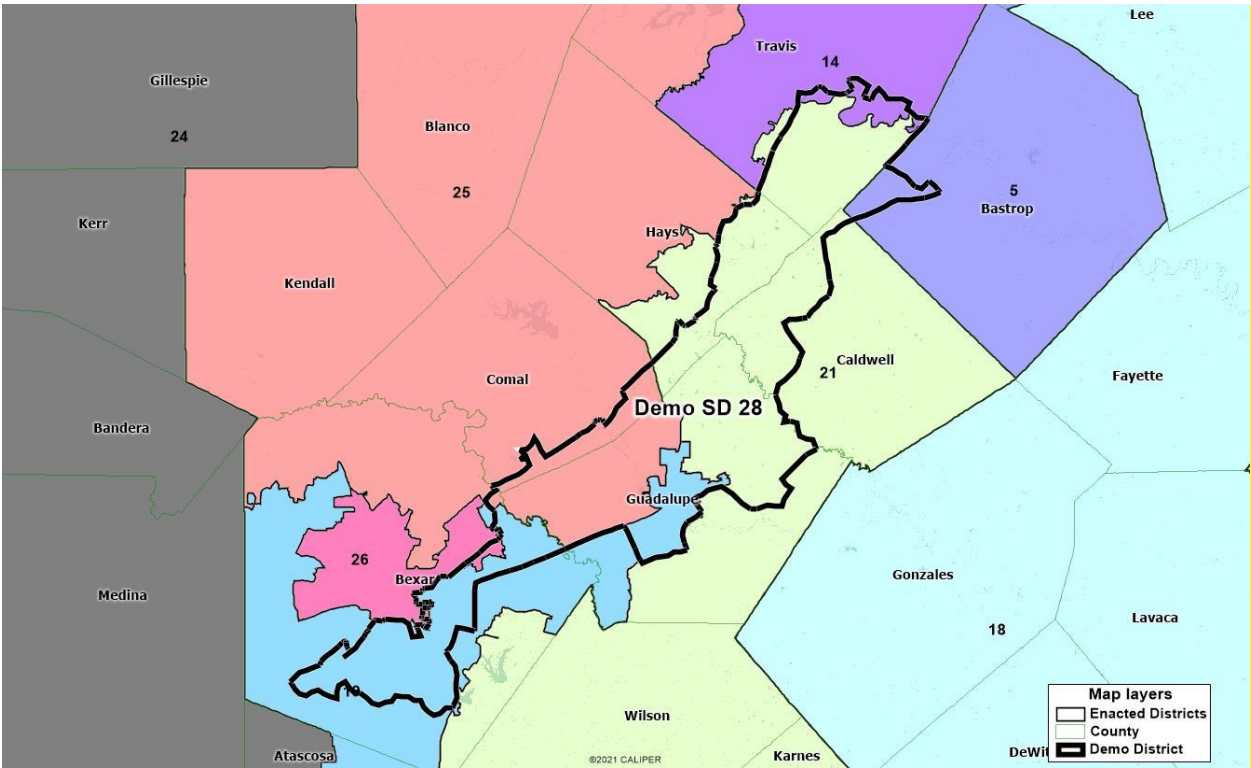 Lee
Travis
14
Gillespie
24
Blanco
25
5
Bastrop
Kerr
Hays
Kendall
Caldwell
21
Fayette
Comal
Demo SD 28
Bandera
Guadalupe
26
Bexar
Gonzales
Medina
18
Lavaca
19
Wilson
Atascosa
Karnes
DeWit
©2021 CALIPER
Map layers
Enacted Districts
County
Demo District